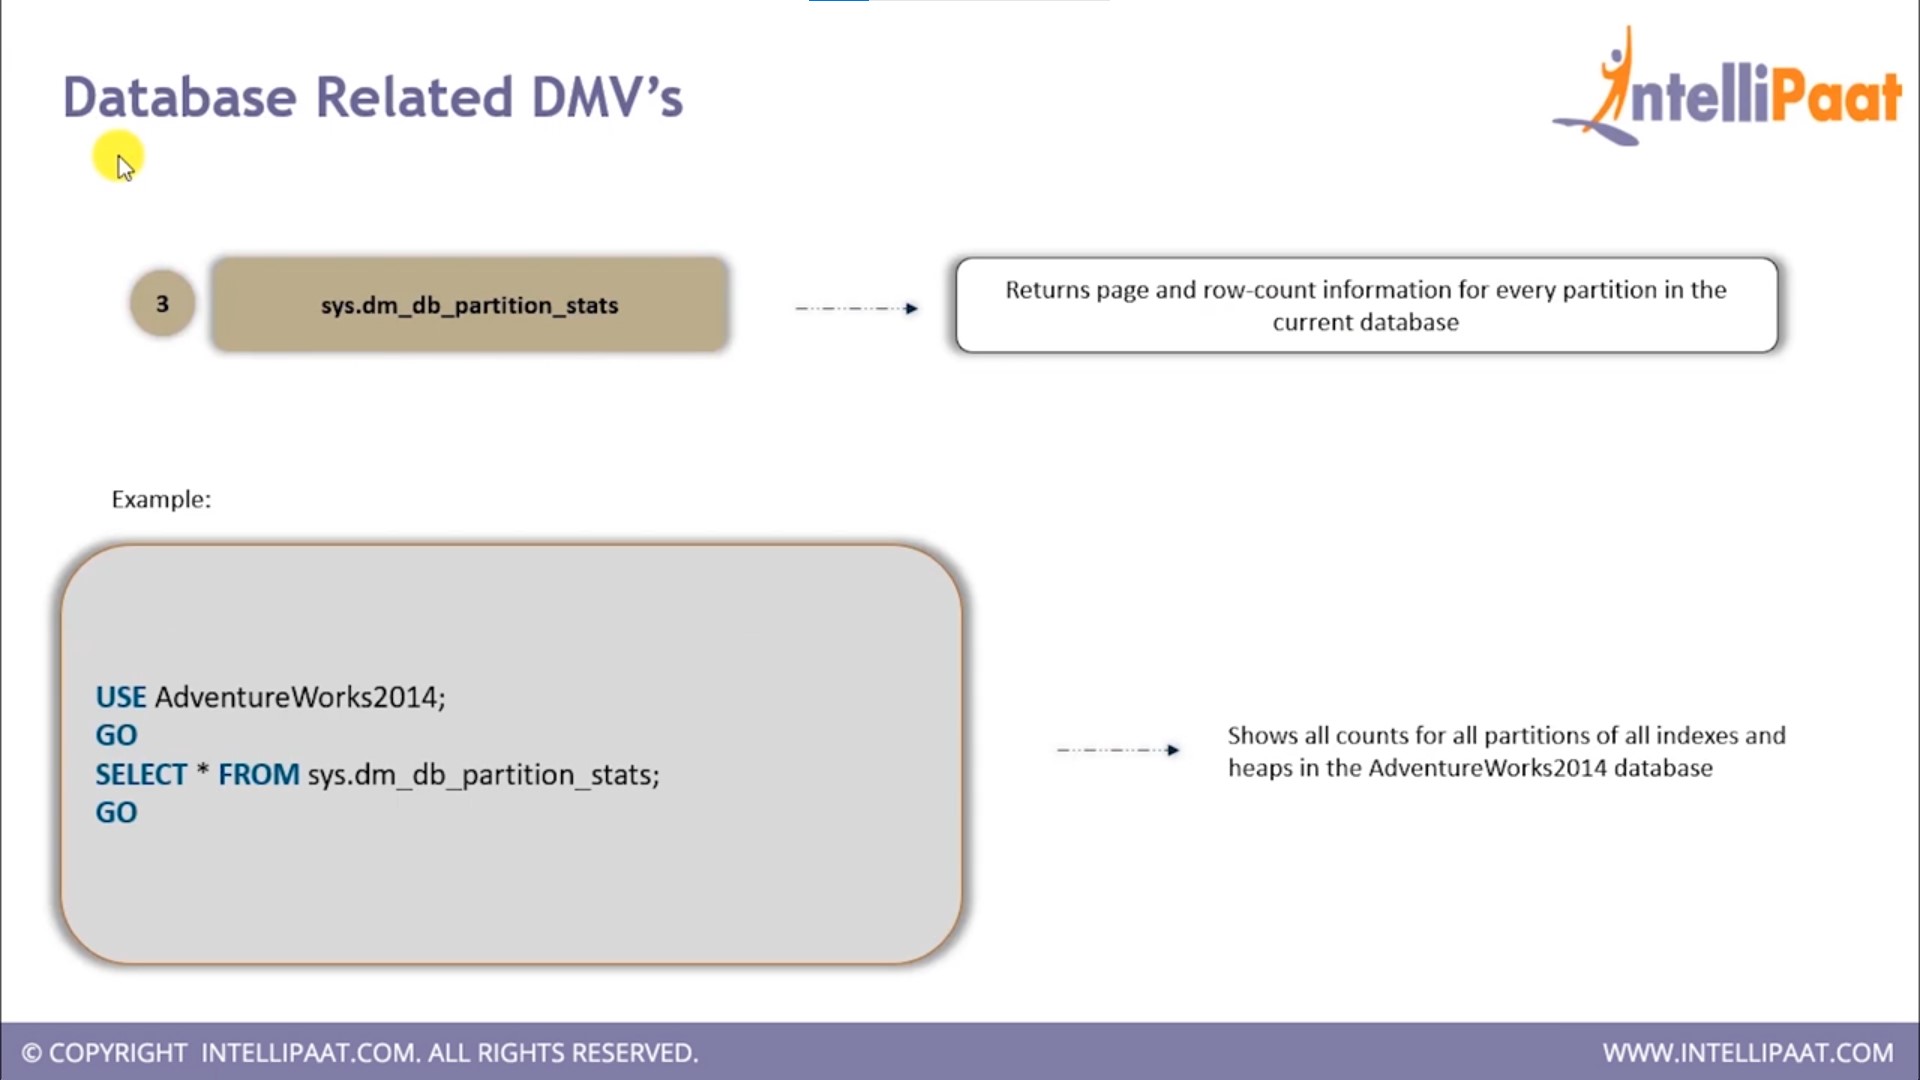 Database Related DMV's
IntelliPaat
3
sys.dm_db_partition_stats
Returns page and row-count information for every partition in the
current database
Example:
USE AdventureWorks2014;
GO
SELECT * FROM sys.dm_db_partition_stats;
GO
Shows all counts for all partitions of all indexes and
heaps in the AdventureWorks2014 database
© COPYRIGHT INTELLIPAAT.COM. ALL RIGHTS RESERVED.
WWW.INTELLIPAAT.COM